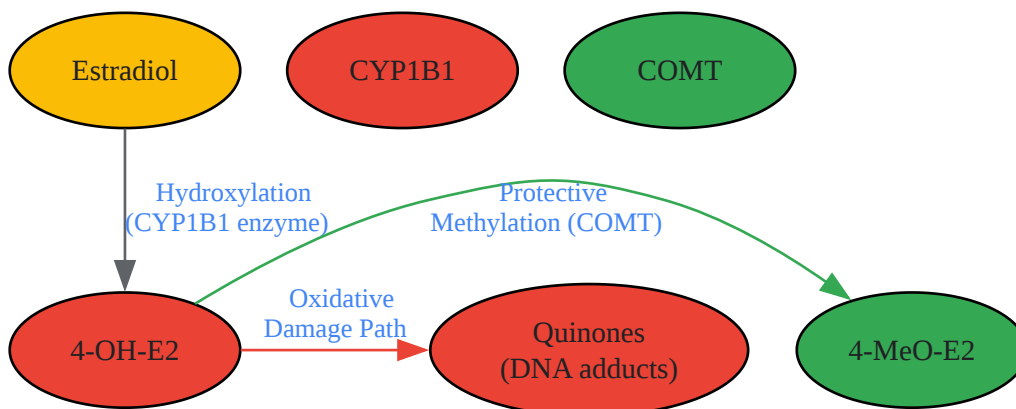 Estradiol
CYP1B1
COMT
Hydroxylation
(CYP1B1 enzyme)
Protective
Methylation (COMT)
Oxidative
Damage Path
4-OH-E2
Quinones
(DNA adducts)
4-MeO-E2